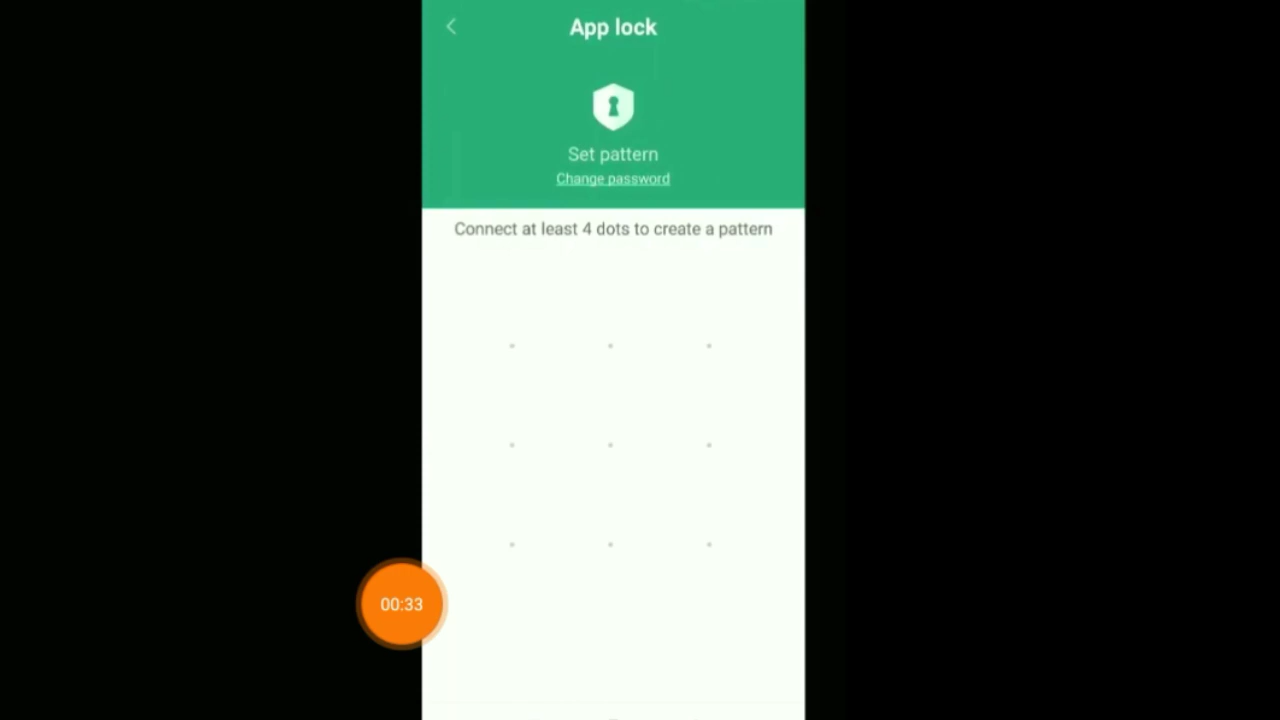 App lock
Set pattern
Change password
Connect at least 4 dots to create a pattern
00:33